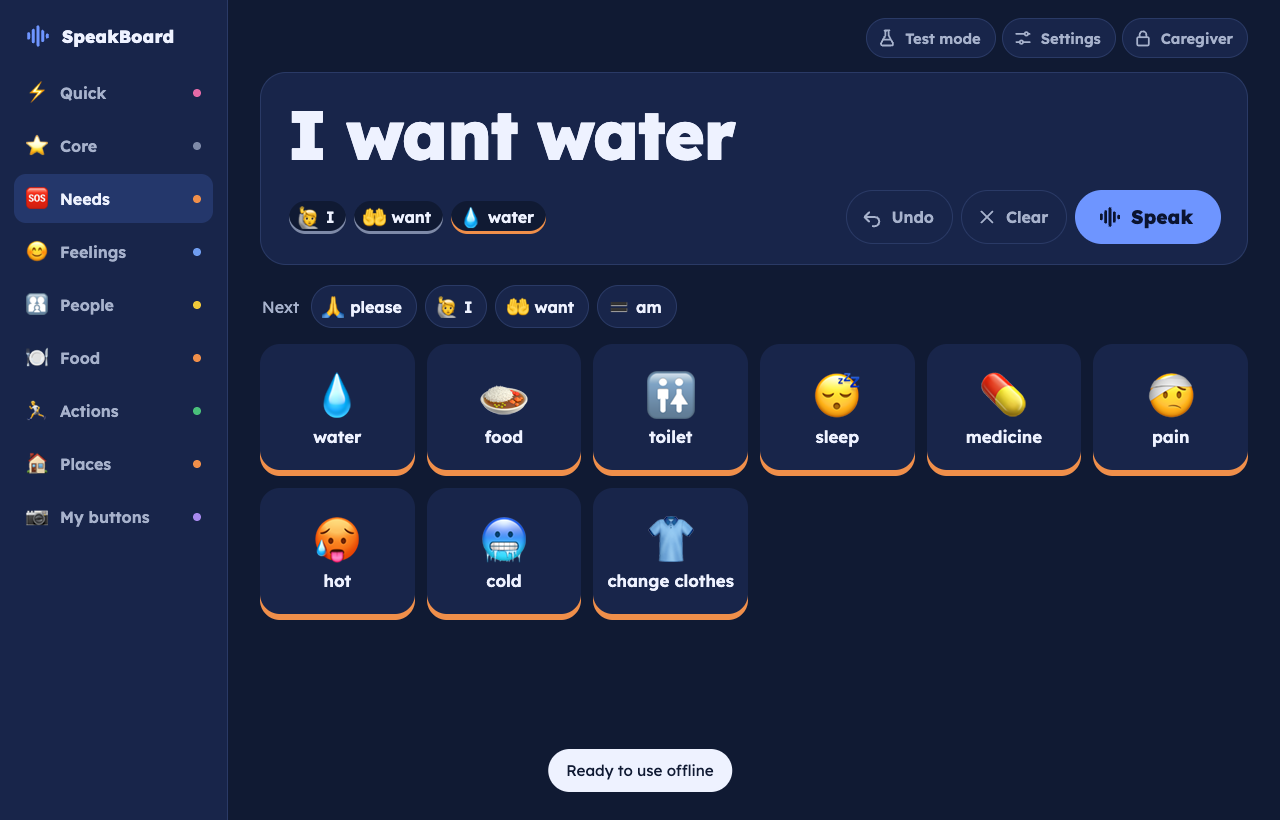 SpeakBoard
Quick
Core
SOS Needs
Feelings
People
Food
Actions
Places
My buttons
Test mode
Settings
Caregiver
I want water
I
want
water
Undo
Clear
Speak
Next
please
I
want
am
water
food
toilet
sleep
medicine
pain
hot
cold
change clothes
Ready to use offline